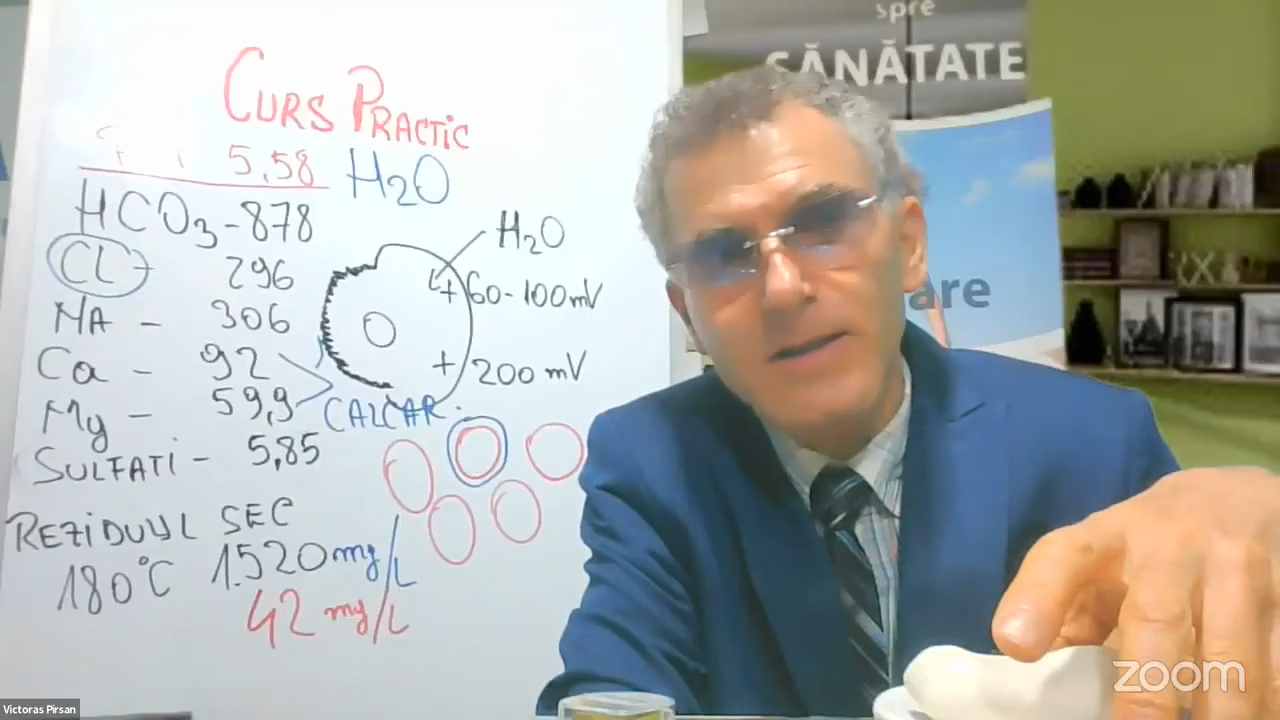 spre
SĂNĂTATE
are
CURS PRACTIC
5,58 H2O
HCO3-878
CL - 296
NA - 306
Ca - 92
My - 59,9
CALCAR.
SULFATI - 5,85
REZIDUUL SEC
180°C 1.520 mg/L
42 mg/L
H2O
+ 60-100mV
+ 200 mV
Victoras Pirsan
zoom